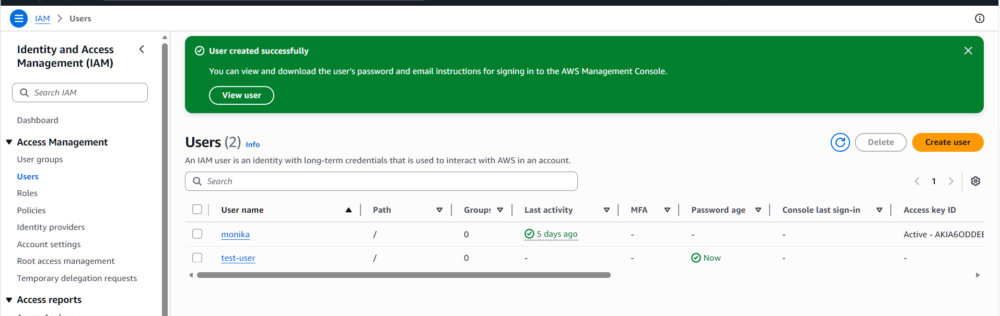 IAM > Users
Identity and Access
Management (IAM)
Search IAM
Dashboard
Access Management
User groups
Users
Roles
Policies
Identity providers
Account settings
Root access management
Temporary delegation requests
Access reports
User created successfully
You can view and download the user's password and email instructions for signing in to the AWS Management Console.
View user
Users (2) Info
Delete
Create user
An IAM user is an identity with long-term credentials that is used to interact with AWS in an account.
Search
1
User name Path Groups Last activity MFA Password age Console last sign-in Access key ID
monika / 0 5 days ago - - - Active - AKIA6ODDEE
test-user / 0 - - Now - -